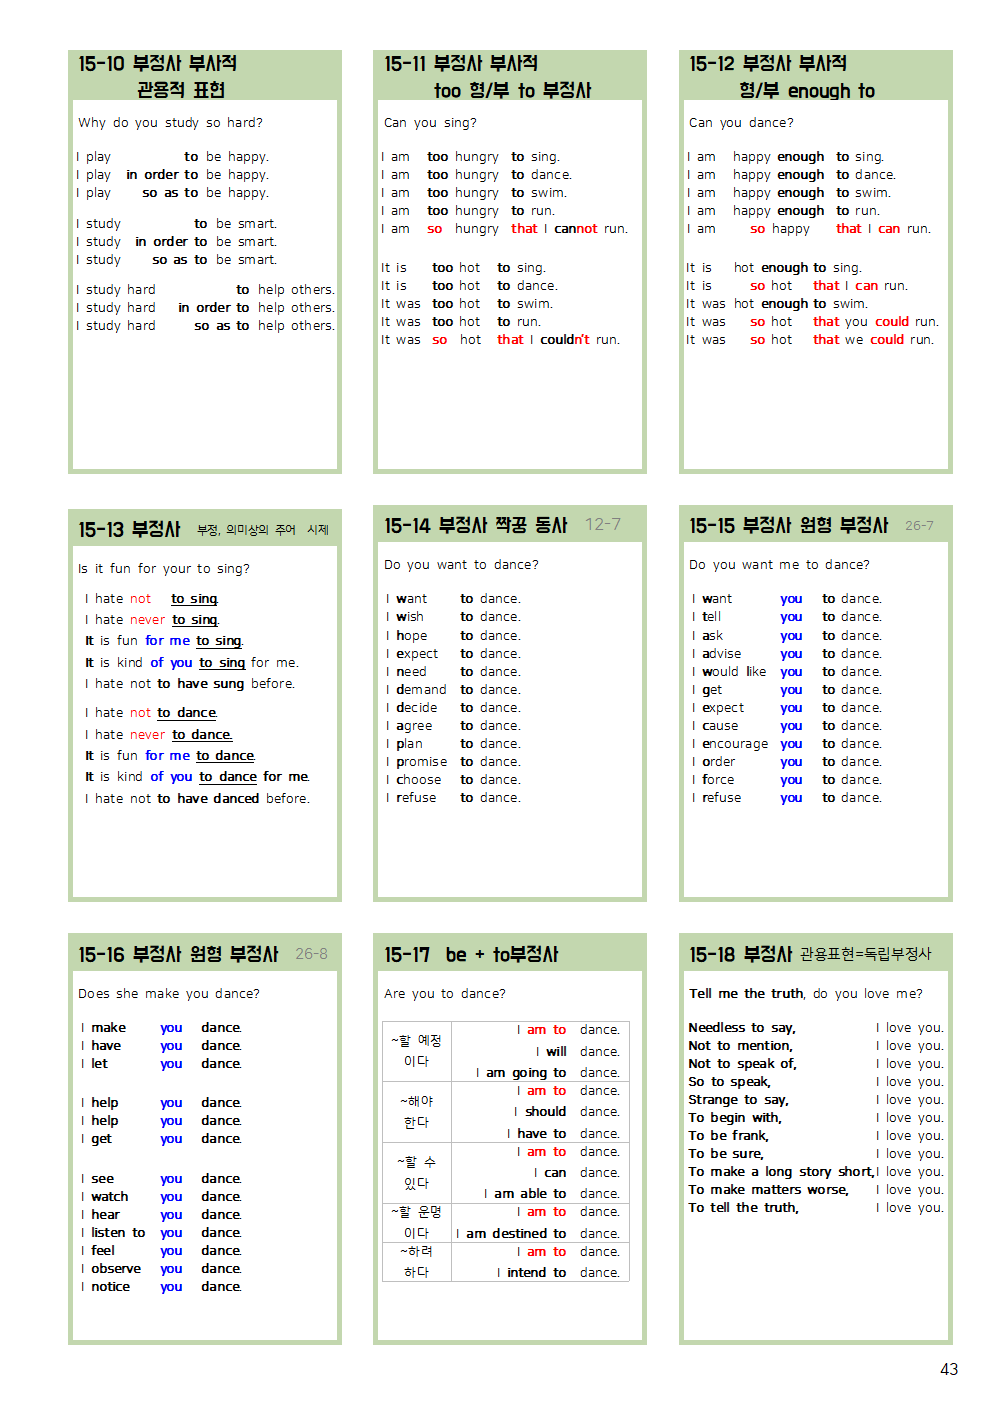 15-10 부정사 부사적
관용적 표현
Why do you study so hard?
I play to be happy.
I play in order to be happy.
I play so as to be happy.
I study to be smart.
I study in order to be smart.
I study so as to be smart.
I study hard to help others.
I study hard in order to help others.
I study hard so as to help others.
15-11 부정사 부사적
too 형/부 to 부정사
Can you sing?
I am too hungry to sing.
I am too hungry to dance.
I am too hungry to swim.
I am too hungry to run.
I am so hungry that I cannot run.
It is too hot to sing.
It is too hot to dance.
It was too hot to swim.
It was too hot to run.
It was so hot that I couldn't run.
15-12 부정사 부사적
형/부 enough to
Can you dance?
I am happy enough to sing.
I am happy enough to dance.
I am happy enough to swim.
I am happy enough to run.
I am so happy that I can run.
It is hot enough to sing.
It is so hot that I can run.
It was hot enough to swim.
It was so hot that you could run.
It was so hot that we could run.
15-13 부정사 부정, 의미상의 주어 시제
Is it fun for your to sing?
I hate not to sing.
I hate never to sing.
It is fun for me to sing.
It is kind of you to sing for me.
I hate not to have sung before.
I hate not to dance.
I hate never to dance.
It is fun for me to dance.
It is kind of you to dance for me.
I hate not to have danced before.
15-14 부정사 짝꿍 동사 12-7
Do you want to dance?
I want to dance.
I wish to dance.
I hope to dance.
I expect to dance.
I need to dance.
I demand to dance.
I decide to dance.
I agree to dance.
I plan to dance.
I promise to dance.
I choose to dance.
I refuse to dance.
15-15 부정사 원형 부정사 26-7
Do you want me to dance?
I want you to dance.
I tell you to dance.
I ask you to dance.
I advise you to dance.
I would like you to dance.
I get you to dance.
I expect you to dance.
I cause you to dance.
I encourage you to dance.
I order you to dance.
I force you to dance.
I refuse you to dance.
15-16 부정사 원형 부정사 26-8
Does she make you dance?
I make you dance.
I have you dance.
I let you dance.
I help you dance.
I help you dance.
I get you dance.
I see you dance.
I watch you dance.
I hear you dance.
I listen to you dance.
I feel you dance.
I observe you dance.
I notice you dance.
15-17 be + to부정사
Are you to dance?
~할 예정
이다
I am to dance.
I will dance.
I am going to dance.
~해야
한다
I am to dance.
I should dance.
I have to dance.
~할 수
있다
I am to dance.
I can dance.
I am able to dance.
~할 운명
이다
I am to dance.
I am destined to dance.
~하려
하다
I am to dance.
I intend to dance.
15-18 부정사 관용표현=독립부정사
Tell me the truth, do you love me?
Needless to say, I love you.
Not to mention, I love you.
Not to speak of, I love you.
So to speak, I love you.
Strange to say, I love you.
To begin with, I love you.
To be frank, I love you.
To be sure, I love you.
To make a long story short, I love you.
To make matters worse, I love you.
To tell the truth, I love you.
43